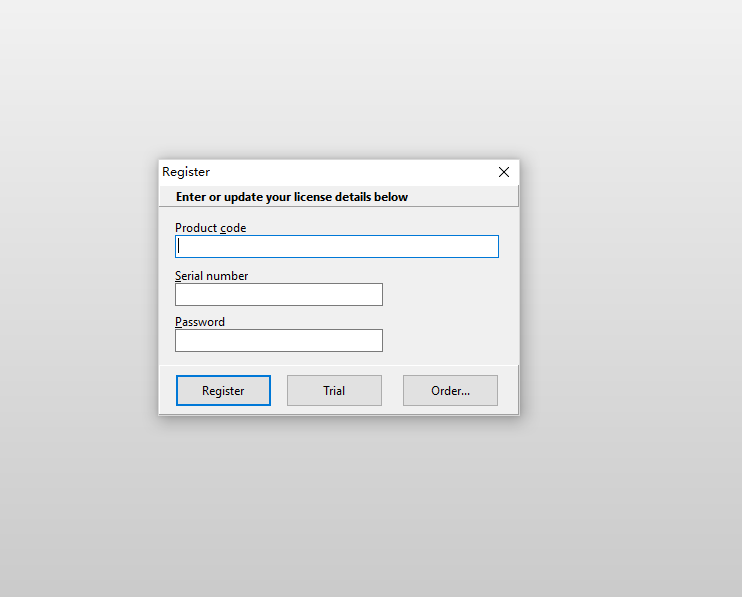 Register
Enter or update your license details below
Product code
Serial number
Password
Register Trial Order...